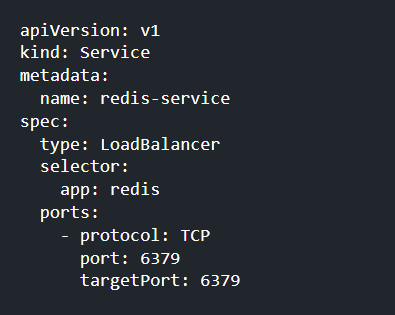 apiVersion: v1
kind: Service
metadata:
  name: redis-service
spec:
  type: LoadBalancer
  selector:
    app: redis
  ports:
    - protocol: TCP
      port: 6379
      targetPort: 6379